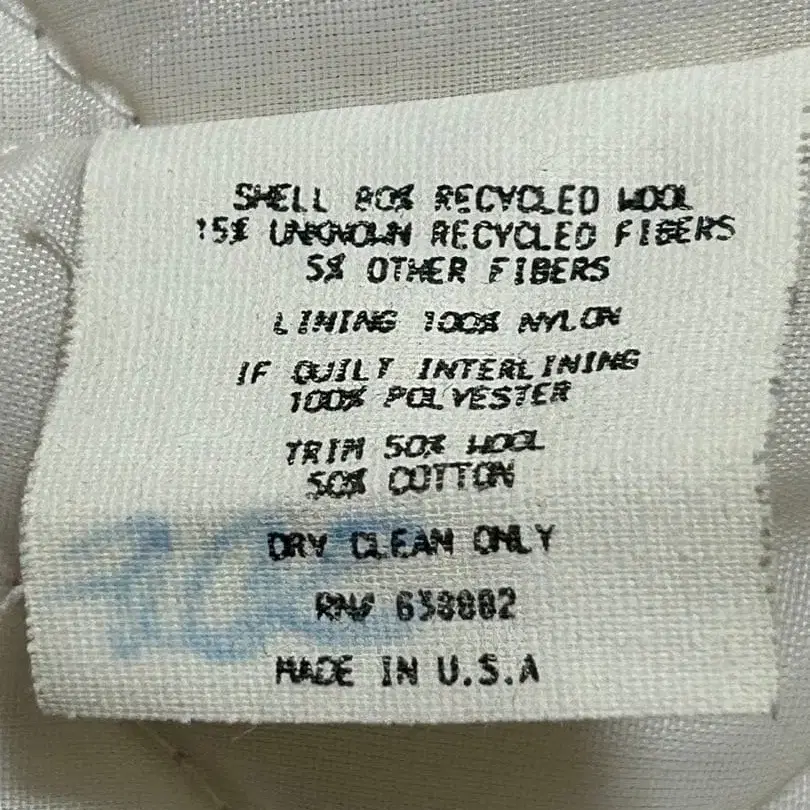 SHELL 80% RECYCLED WOOL
15% UNKNOWN RECYCLED FIBERS
5% OTHER FIBERS
LINING 100% NYLON
IF QUILT INTERLINING
100% POLYESTER
TRIM 50% WOOL
50% COTTON
DRY CLEAN ONLY
RN#
MADE IN U.S.A